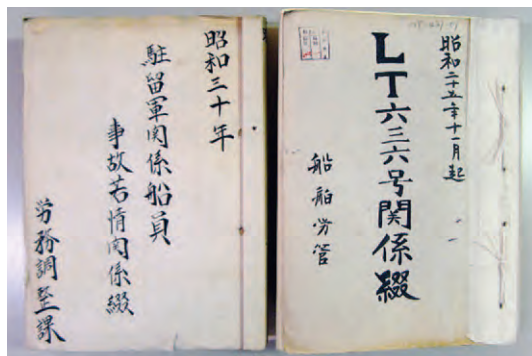 昭和二十五年十一月起
LT六三六号関係綴
船舶労管
昭和三十年
駐留軍関係船員
事故苦情関係綴
労務調査課